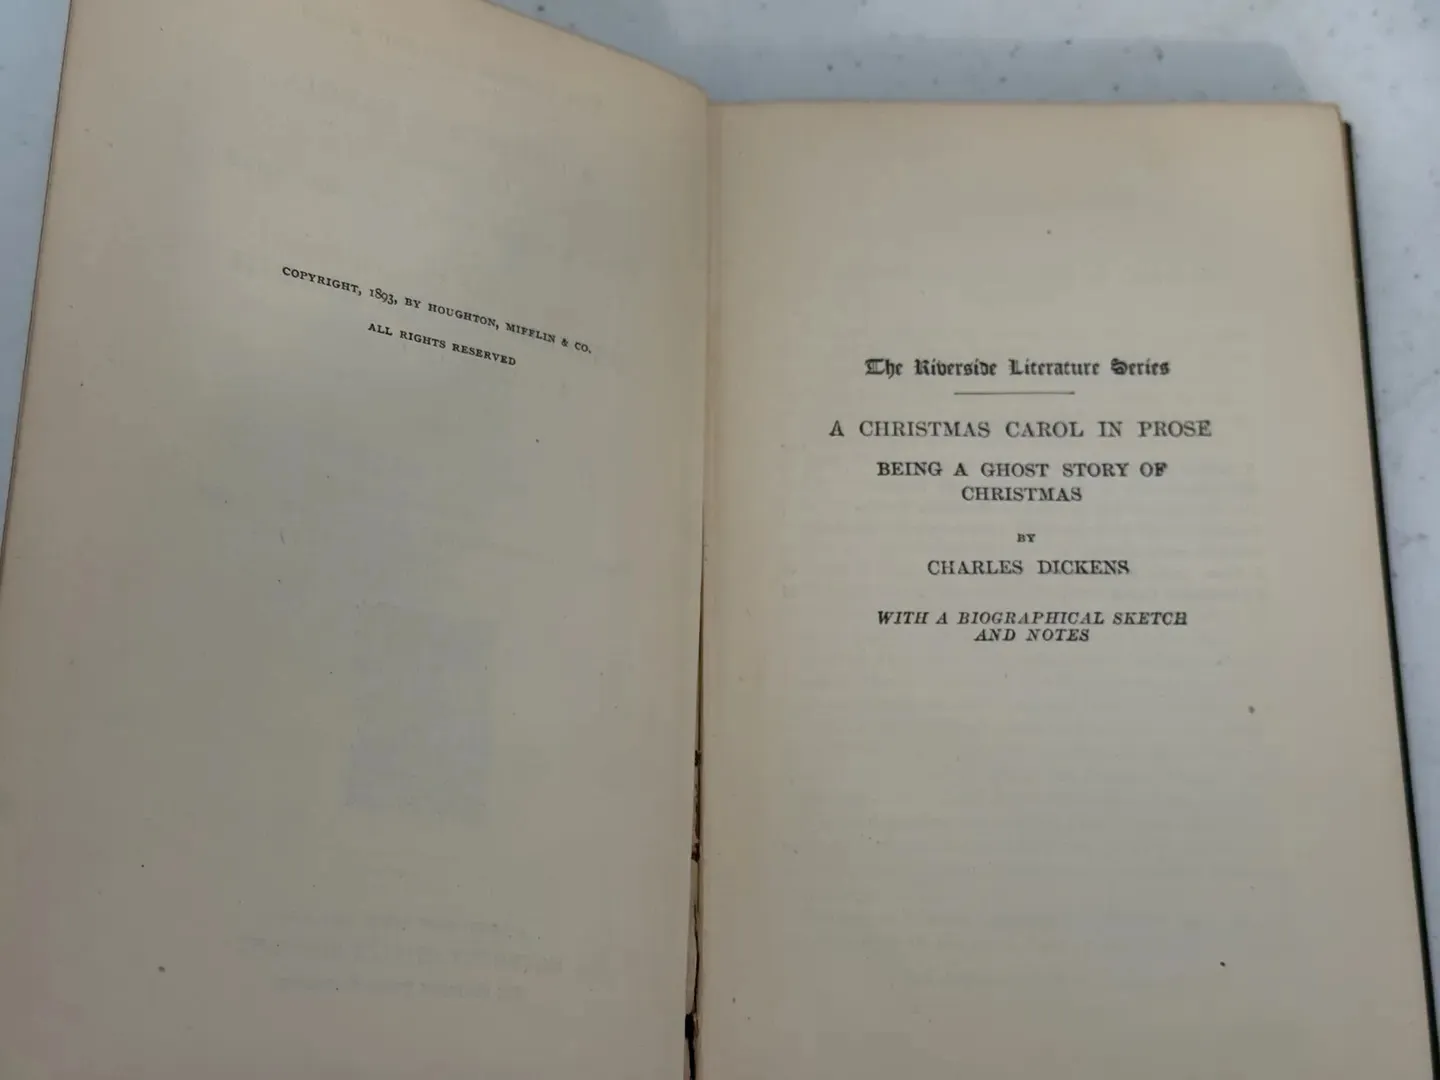 COPYRIGHT, 1893, BY HOUGHTON, MIFFLIN & CO.
ALL RIGHTS RESERVED
The Riverside Literature Series
A CHRISTMAS CAROL IN PROSE
BEING A GHOST STORY OF
CHRISTMAS
BY
CHARLES DICKENS
WITH A BIOGRAPHICAL SKETCH
AND NOTES